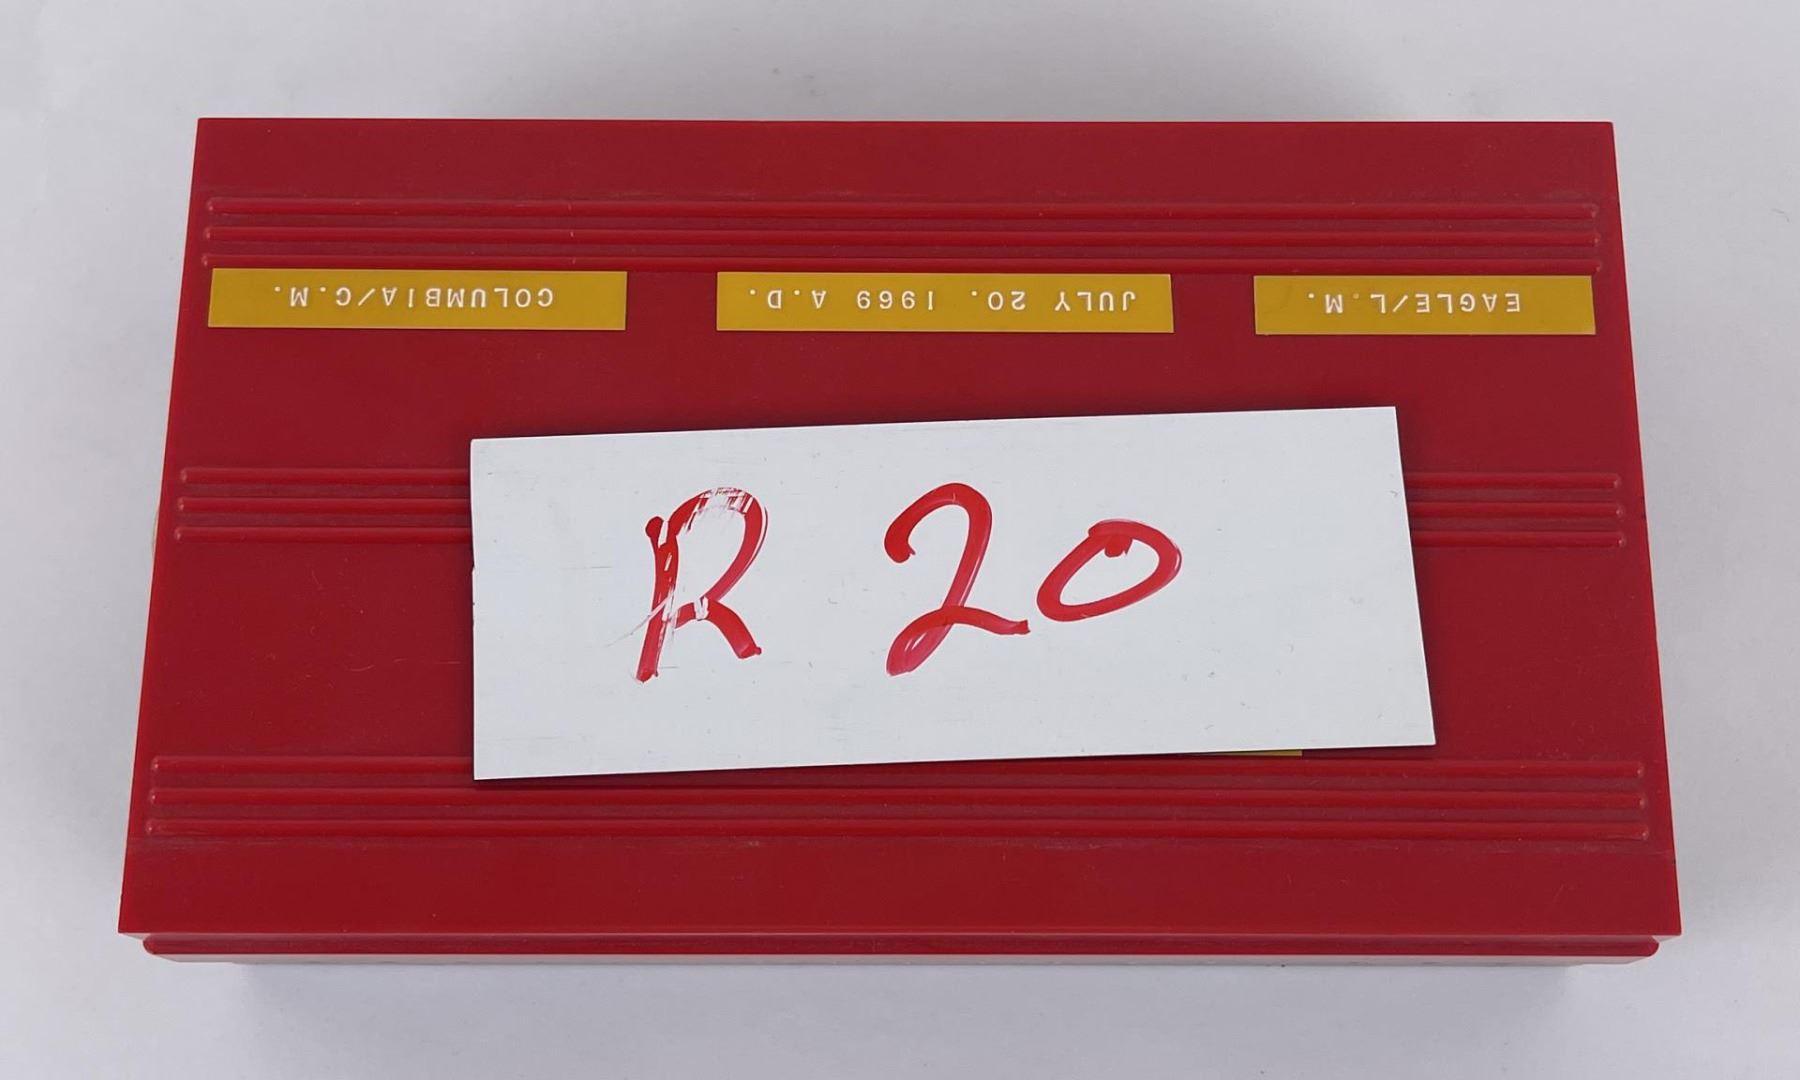 EAGLE/L.M.
JULY 20. 1969 A.D.
COLUMBIA/C.M.
R 20